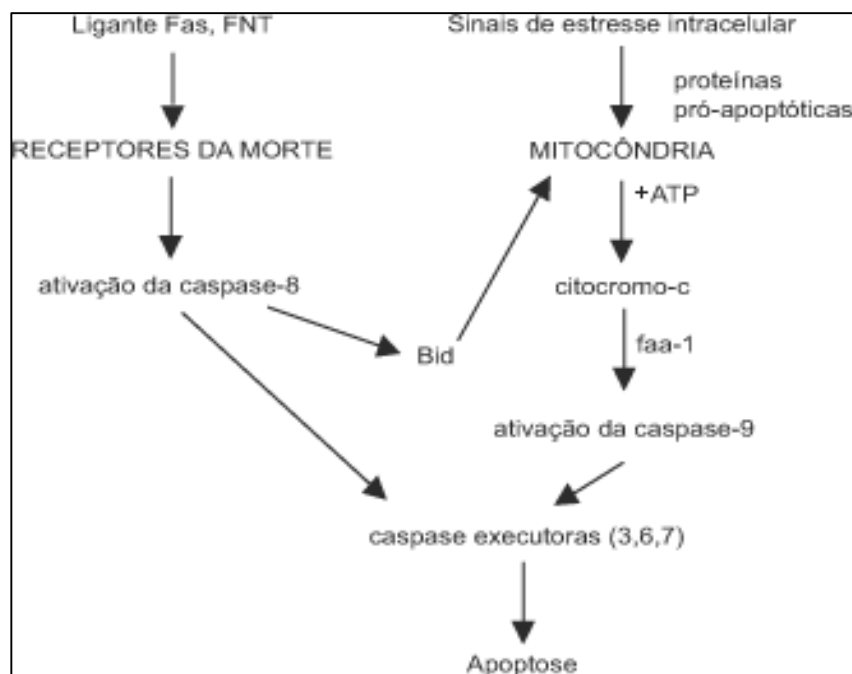 Ligante Fas, FNT
Sinais de estresse intracelular
proteínas
pró-apoptóticas
RECEPTORES DA MORTE
MITOCÔNDRIA
+ATP
ativação da caspase-8
citocromo-c
Bid
faa-1
ativação da caspase-9
caspase executoras (3,6,7)
Apoptose